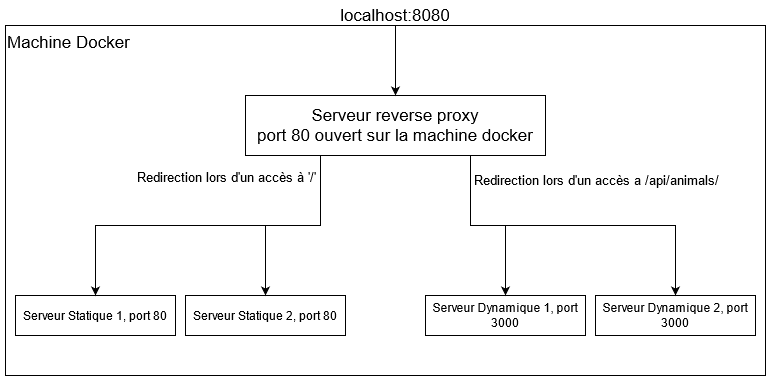 localhost:8080
Machine Docker
Serveur reverse proxy
port 80 ouvert sur la machine docker
Redirection lors d'un accès à '/'
Redirection lors d'un accès a /api/animals/
Serveur Statique 1, port 80
Serveur Statique 2, port 80
Serveur Dynamique 1, port
3000
Serveur Dynamique 2, port
3000